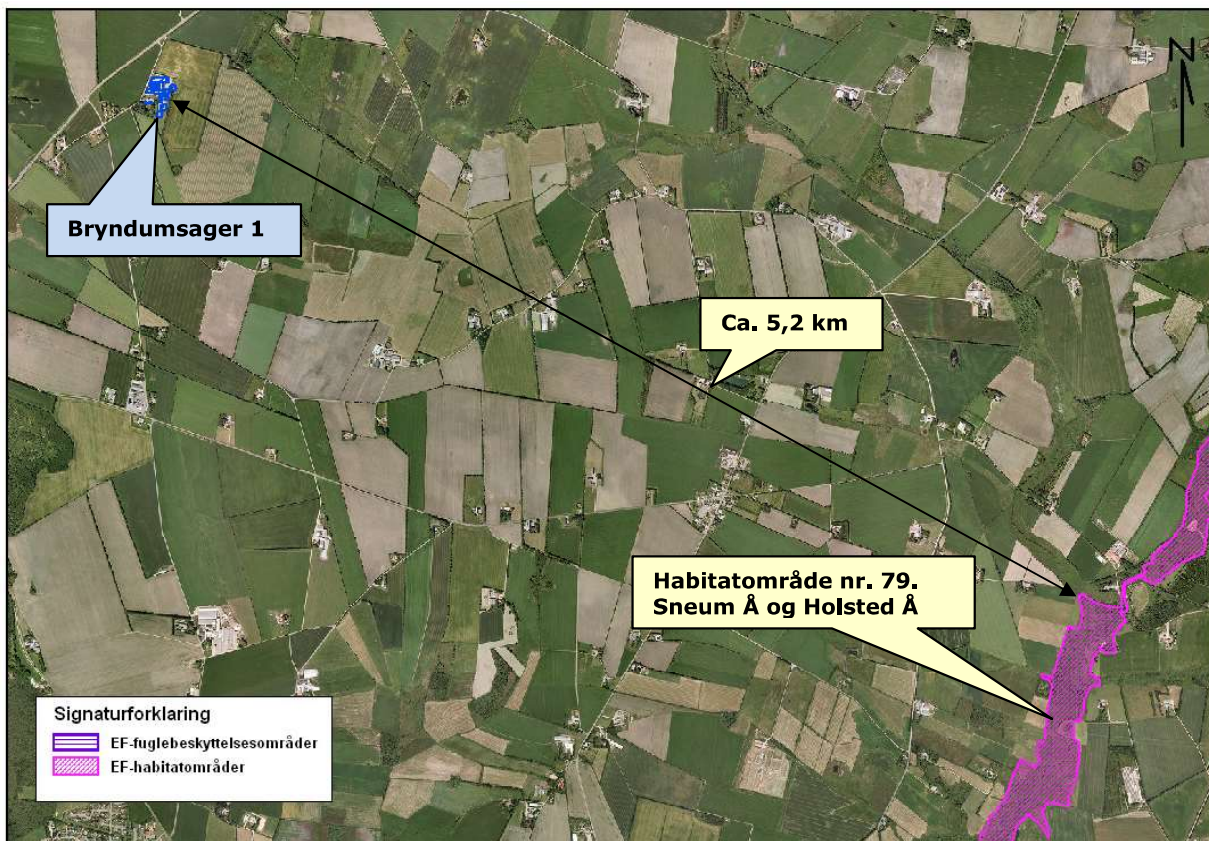 N
Bryndumsager 1
Ca. 5,2 km
Habitatområde nr. 79.
Sneum Å og Holsted Å
Signaturforklaring
EF-fuglebeskyttelsesområder
EF-habitatområder